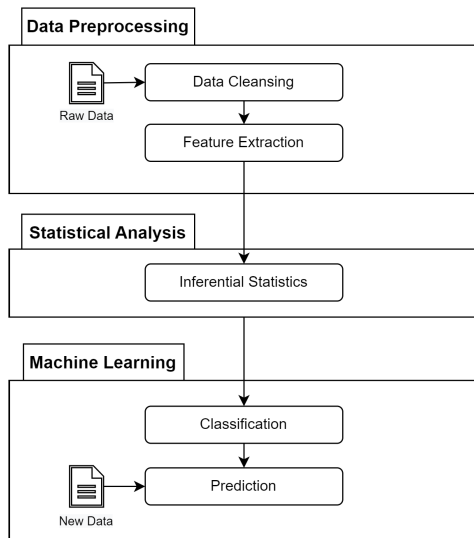 Data Preprocessing
Data Cleansing
Raw Data
Feature Extraction
Statistical Analysis
Inferential Statistics
Machine Learning
Classification
Prediction
New Data